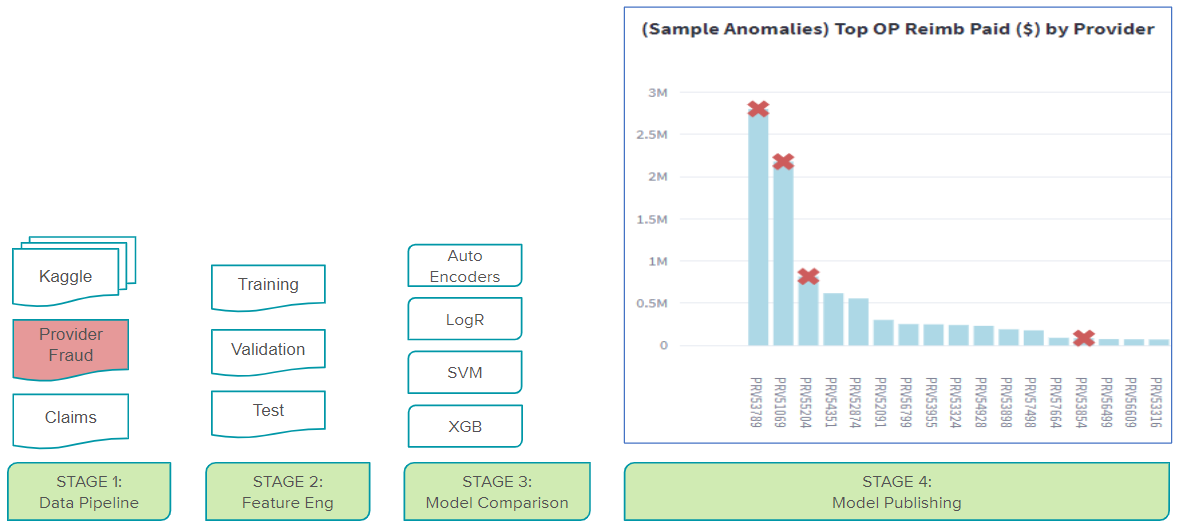 (Sample Anomalies) Top OP Reimb Paid ($) by Provider
3M
2.5M
2M
1.5M
1M
0.5M
0
PRV53789
PRV51069
PRV55204
PRV54351
PRV52874
PRV52091
PRV56799
PRV53955
PRV53324
PRV54928
PRV53898
PRV57498
PRV57664
PRV53854
PRV56499
PRV56609
PRV53316
Kaggle
Provider
Fraud
Claims
Training
Validation
Test
Auto
Encoders
LogR
SVM
XGB
STAGE 1:
Data Pipeline
STAGE 2:
Feature Eng
STAGE 3:
Model Comparison
STAGE 4:
Model Publishing